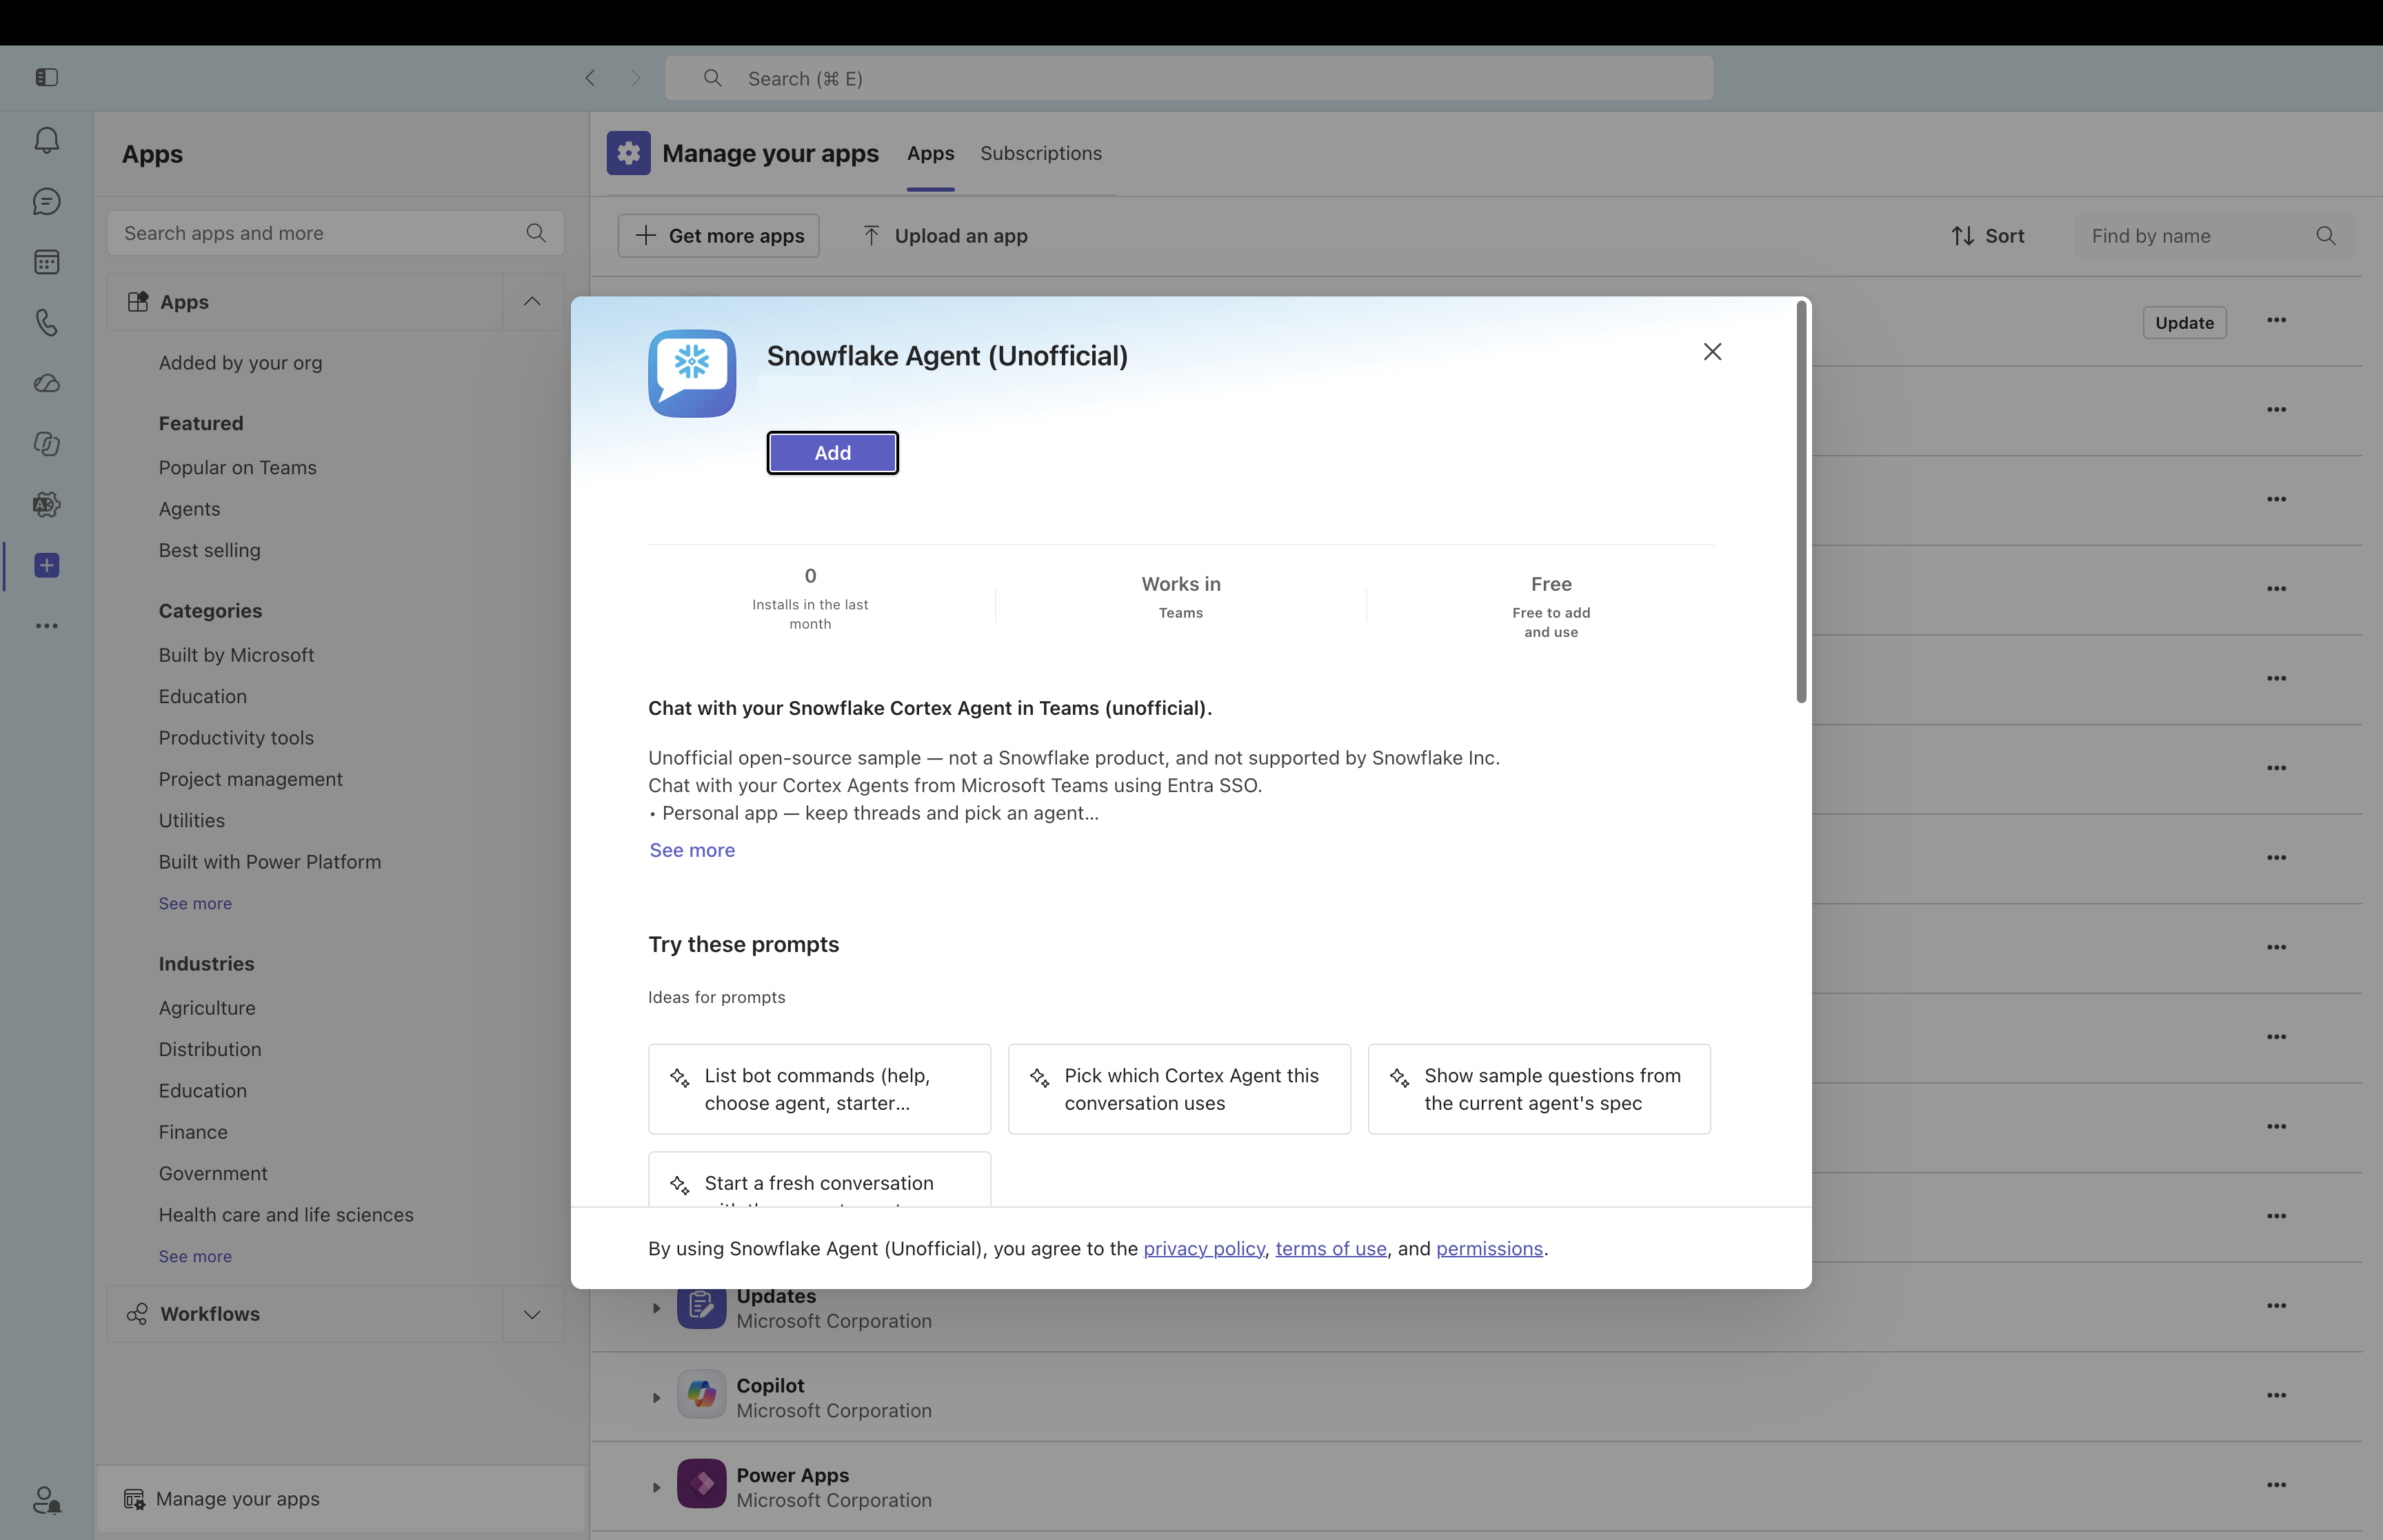 Search (⌘ E)
Apps
Search apps and more
Apps
Added by your org
Featured
Popular on Teams
Agents
Best selling
Categories
Built by Microsoft
Education
Productivity tools
Project management
Utilities
Built with Power Platform
See more
Industries
Agriculture
Distribution
Education
Finance
Government
Health care and life sciences
See more
Workflows
Manage your apps
Manage your apps
Apps
Subscriptions
Get more apps
Upload an app
Sort
Find by name
Update
Snowflake Agent (Unofficial)
Add
0
Installs in the last
month
Works in
Teams
Free
Free to add
and use
Chat with your Snowflake Cortex Agent in Teams (unofficial).
Unofficial open-source sample — not a Snowflake product, and not supported by Snowflake Inc.
Chat with your Cortex Agents from Microsoft Teams using Entra SSO.
• Personal app — keep threads and pick an agent...
See more
Try these prompts
Ideas for prompts
List bot commands (help,
choose agent, starter...
Pick which Cortex Agent this
conversation uses
Show sample questions from
the current agent's spec
Start a fresh conversation
By using Snowflake Agent (Unofficial), you agree to the privacy policy, terms of use, and permissions.
Updates
Microsoft Corporation
Copilot
Microsoft Corporation
Power Apps
Microsoft Corporation